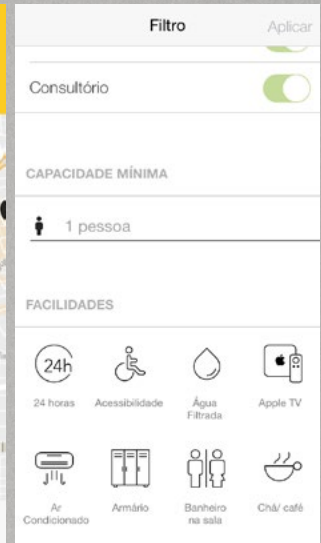 Filtro
Aplicar
Consultório
CAPACIDADE MÍNIMA
1 pessoa
FACILIDADES
24h
24 horas
Acessibilidade
Água
Filtrada
Apple TV
Ar
Condicionado
Armário
Banheiro
na sala
Chá/ café